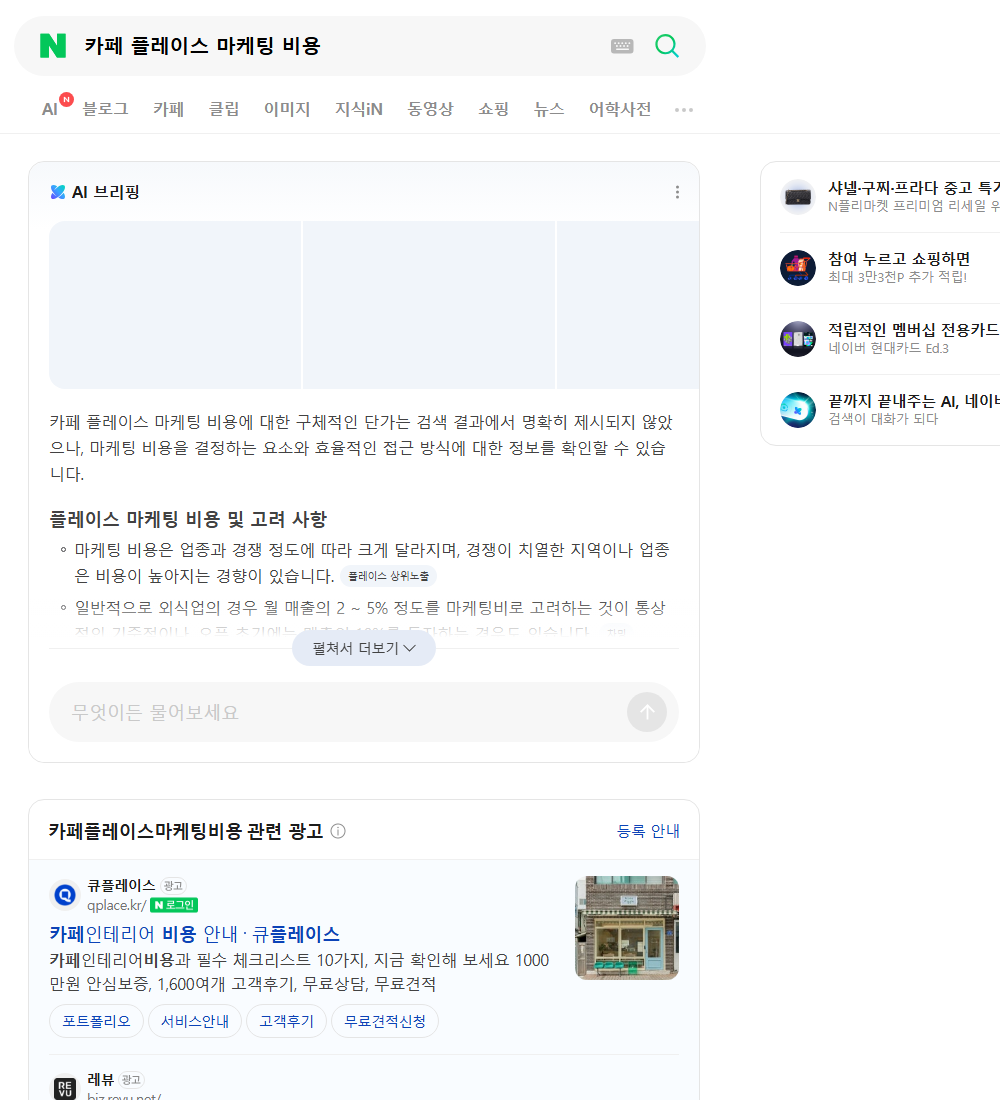 카페 플레이스 마케팅 비용
AI N 블로그 카페 클립 이미지 지식iN 동영상 쇼핑 뉴스 어학사전
AI 브리핑
카페 플레이스 마케팅 비용에 대한 구체적인 단가는 검색 결과에서 명확히 제시되지 않았
으나, 마케팅 비용을 결정하는 요소와 효율적인 접근 방식에 대한 정보를 확인할 수 있습
니다.
플레이스 마케팅 비용 및 고려 사항
마케팅 비용은 업종과 경쟁 정도에 따라 크게 달라지며, 경쟁이 치열한 지역이나 업종
은 비용이 높아지는 경향이 있습니다. 플레이스 상위노출
일반적으로 외식업의 경우 월 매출의 2 ~ 5% 정도를 마케팅비로 고려하는 것이 통상
펼쳐서 더보기
무엇이든 물어보세요
카페플레이스마케팅비용 관련 광고
등록 안내
큐플레이스 광고
qplace.kr/ N 로그인
카페인테리어 비용 안내 · 큐플레이스
카페인테리어비용과 필수 체크리스트 10가지, 지금 확인해 보세요 1000
만원 안심보증, 1,600여개 고객후기, 무료상담, 무료견적
포트폴리오 서비스안내 고객후기 무료견적신청
레뷰 광고
REVU
biz.revu.net/
샤넬·구찌·프라다 중고 특가
N플리마켓 프리미엄 리세일
참여 누르고 쇼핑하면
최대 3만3천P 추가 적립!
적립적인 멤버십 전용카드
네이버 현대카드 Ed.3
끝까지 끝내주는 AI, 네이버
검색이 대화가 되다